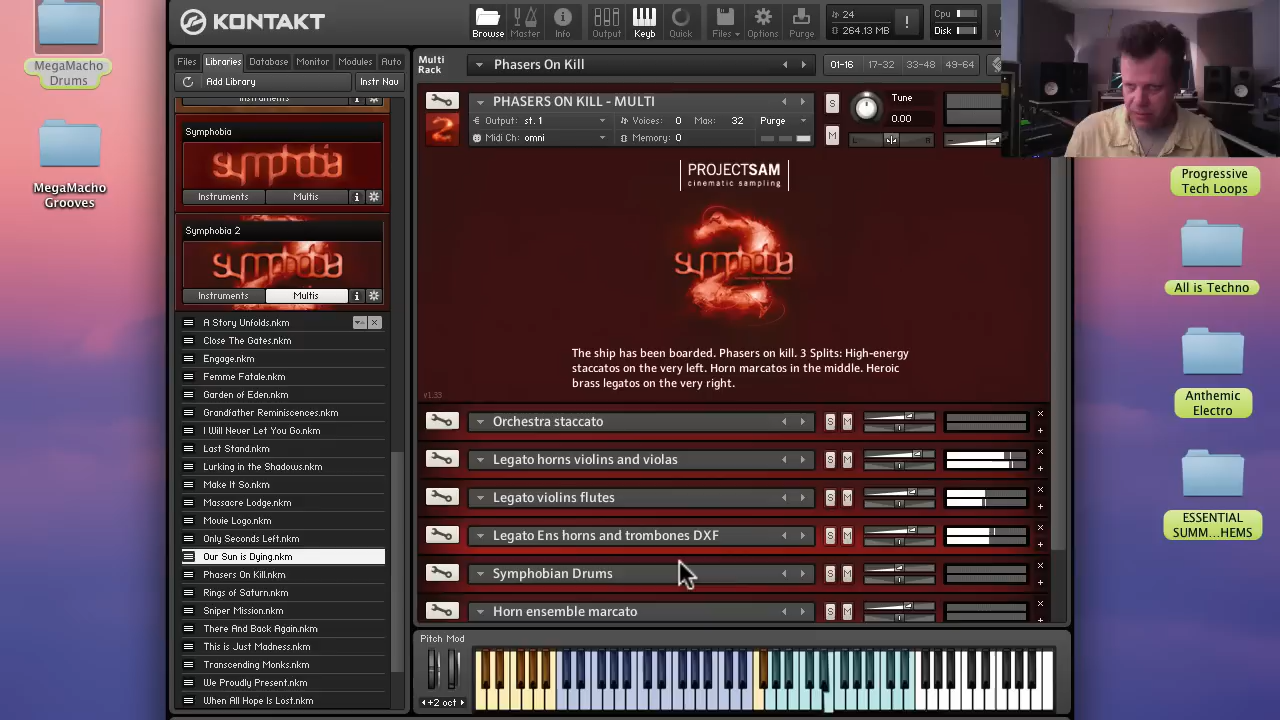 MegaMacho
Drums
MegaMacho
Grooves
KONTAKT
Browse
Master
Info
Output
Keyb
Quick
Files
Options
Purge
24
264.13 MB
!
Cpu
Disk
Files
Libraries
Database
Monitor
Modules
Auto
Add Library
Instr Nav
Instruments
Multis
Symphobia
symphobia
Instruments
Multis
i
Symphobia 2
symphobia
Instruments
Multis
i
A Story Unfolds.nkm
Close The Gates.nkm
Engage.nkm
Femme Fatale.nkm
Garden of Eden.nkm
Grandfather Reminiscences.nkm
I Will Never Let You Go.nkm
Last Stand.nkm
Lurking in the Shadows.nkm
Make It So.nkm
Massacre Lodge.nkm
Movie Logo.nkm
Only Seconds Left.nkm
Our Sun is Dying.nkm
Phasers On Kill.nkm
Rings of Saturn.nkm
Sniper Mission.nkm
There And Back Again.nkm
This is Just Madness.nkm
Transcending Monks.nkm
We Proudly Present.nkm
When All Hope Is Lost.nkm
Multi
Rack
Phasers On Kill
01-16
17-32
33-48
49-64
PHASERS ON KILL - MULTI
S
Tune
0.00
2
Output: st. 1
Voices: 0
Max: 32
Purge
Midi Ch: omni
Memory: 0
M
L
PROJECTSAM
cinematic sampling
2
symphobia
The ship has been boarded. Phasers on kill. 3 Splits: High-energy
staccatos on the very left. Horn marcatos in the middle. Heroic
brass legatos on the very right.
v1.33
Orchestra staccato
S M
Legato horns violins and violas
S M
Legato violins flutes
S M
Legato Ens horns and trombones DXF
S M
Symphobian Drums
S M
Horn ensemble marcato
S M
Pitch Mod
+2 oct
Progressive
Tech Loops
All is Techno
Anthemic
Electro
ESSENTIAL
SUMM...HEMS